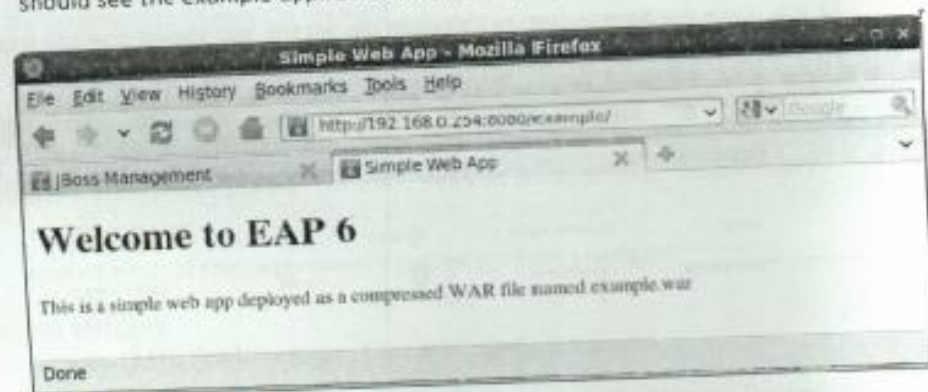 should see the example
Simple Web App - Mozilla Firefox
File Edit View History Bookmarks Tools Help
http://192.168.0.254:8080/example/
Google
JBoss Management
Simple Web App
Welcome to EAP 6
This is a simple web app deployed as a compressed WAR file named example.war
Done